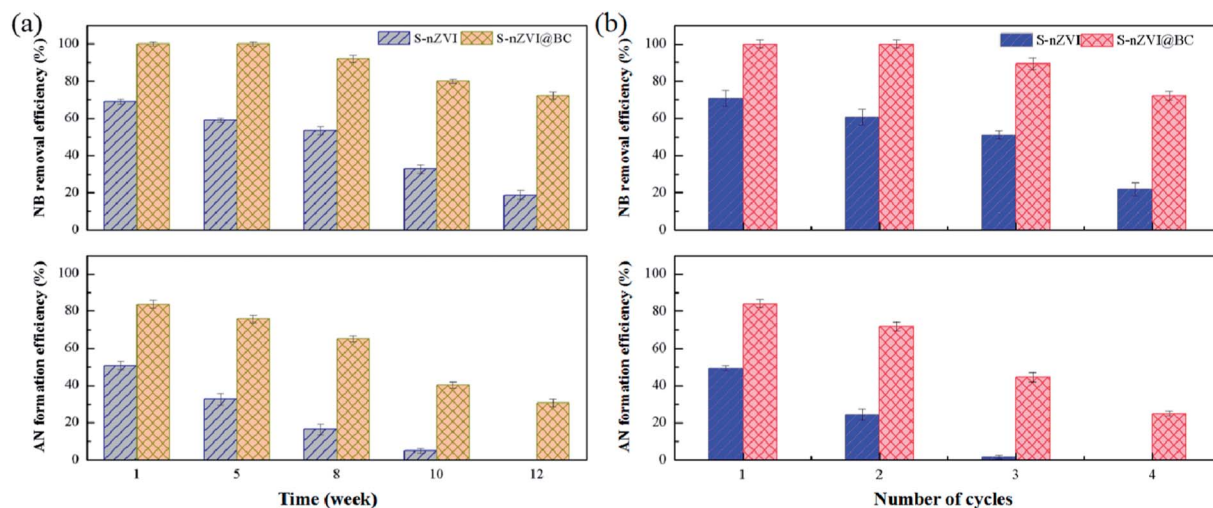 (a)
S-nZVI S-nZVI@BC
NB removal efficiency (%)
100
80
60
40
20
0
AN formation efficiency (%)
100
80
60
40
20
0
1 5 8 10 12
Time (week)
(b)
S-nZVI S-nZVI@BC
NB removal efficiency (%)
100
80
60
40
20
0
AN formation efficiency (%)
100
80
60
40
20
0
1 2 3 4
Number of cycles